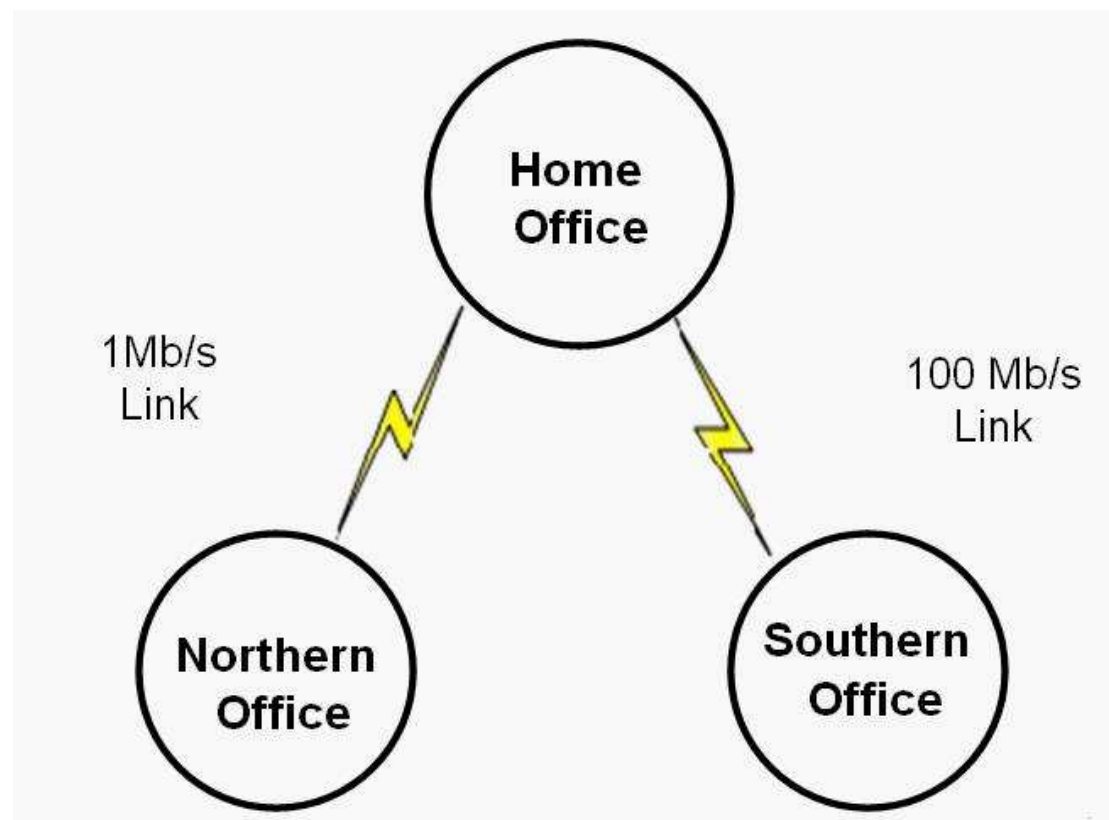 Home
Office
1Mb/s
Link
100 Mb/s
Link
Northern
Office
Southern
Office